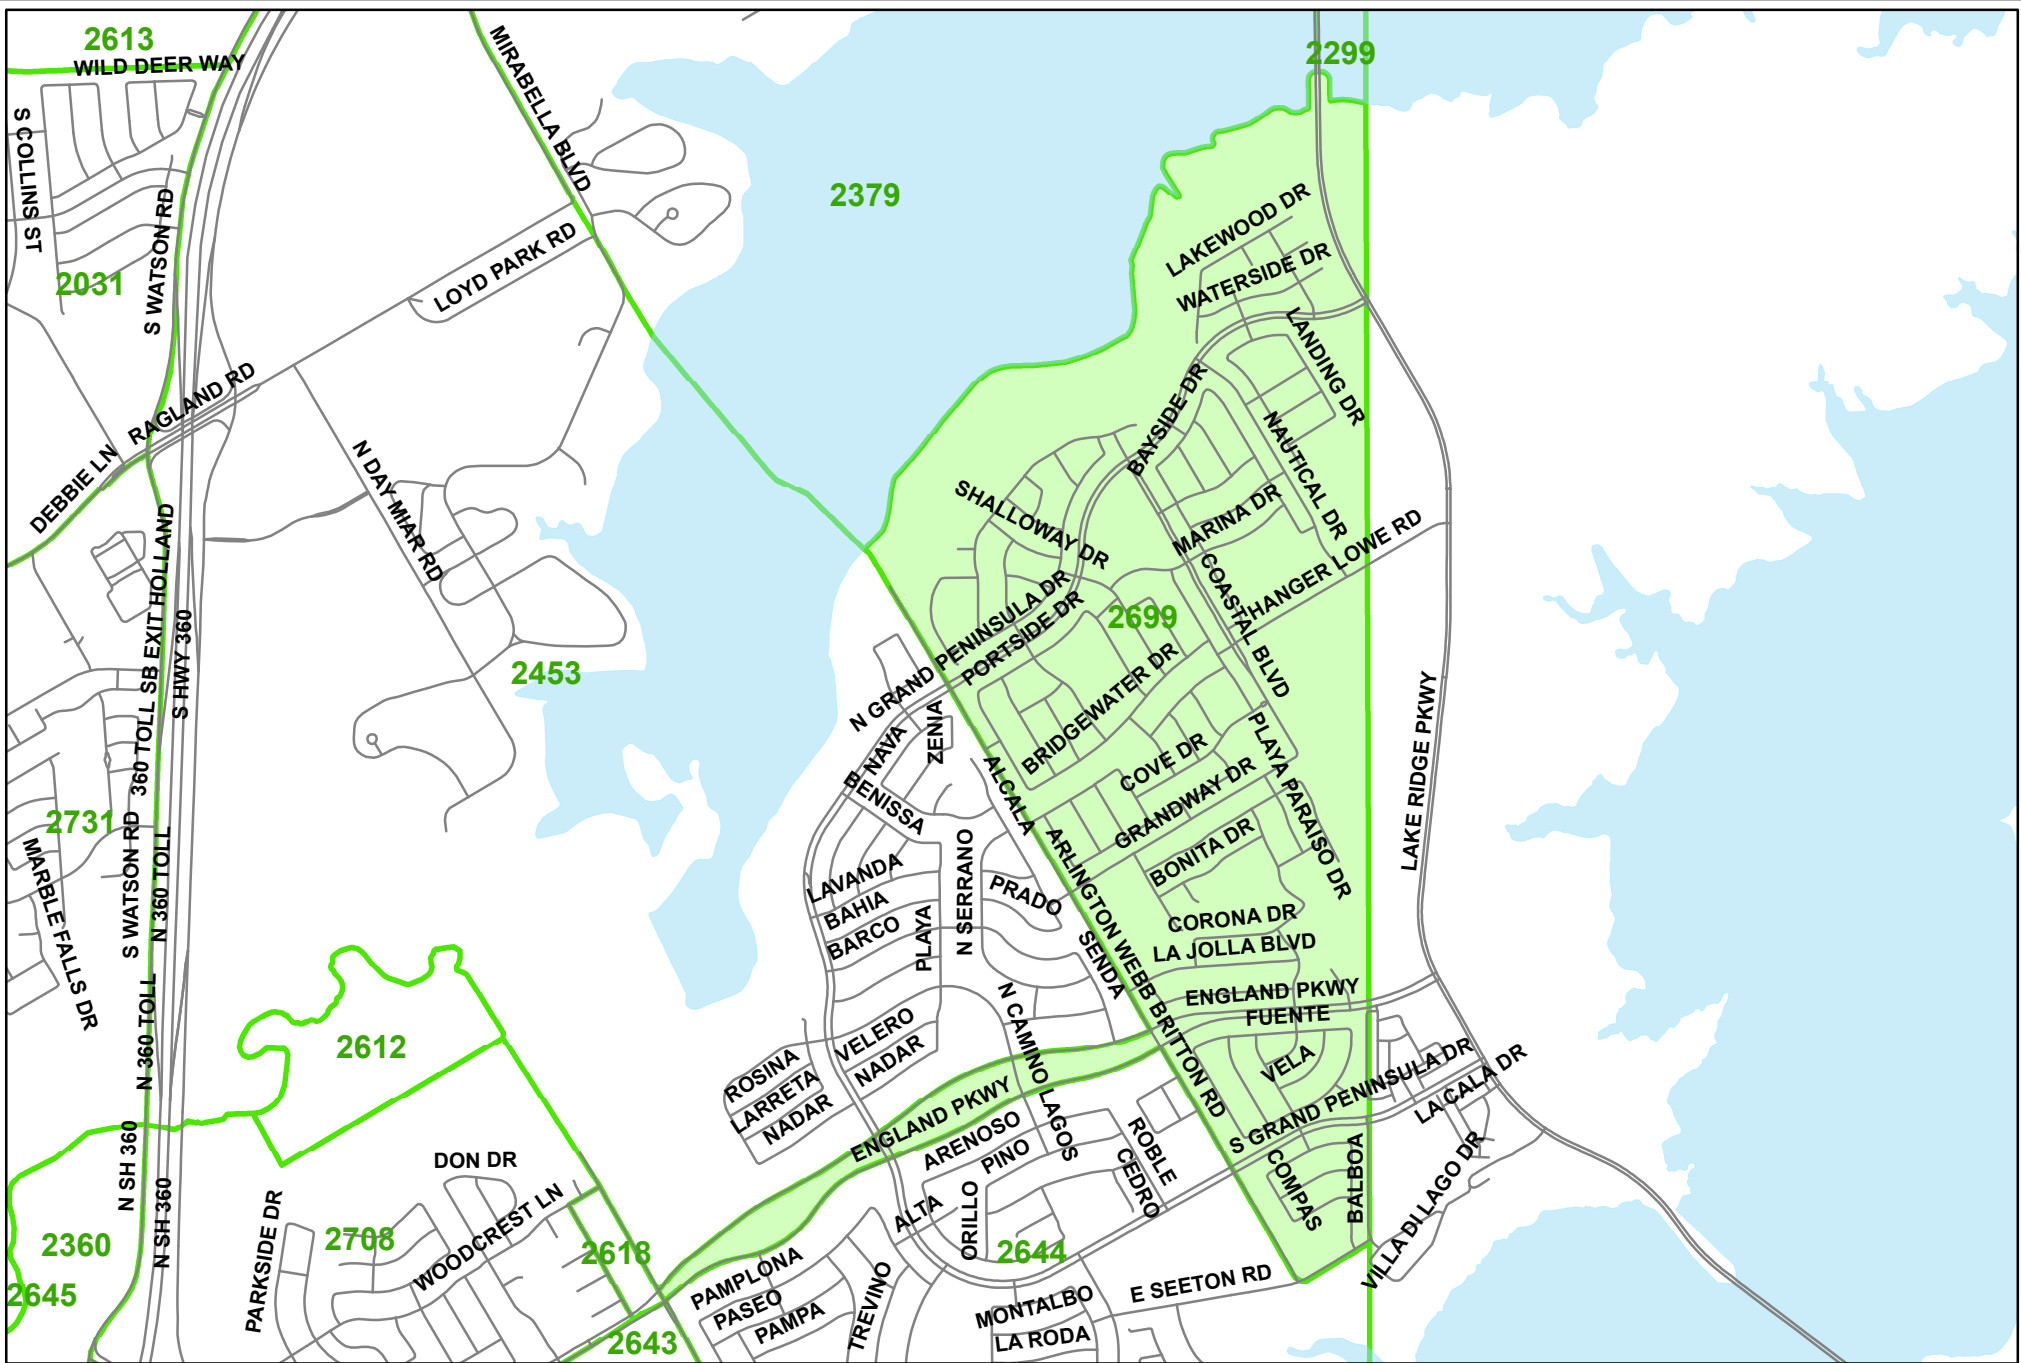 2613
WILD DEER WAY
S COLLINS ST
2031
S WATSON RD
MIRABELLA BLVD
LOYD PARK RD
2379
2299
LAKEWOOD DR
WATERSIDE DR
LANDING DR
BAYSIDE DR
NAUTICAL DR
RAGLAND RD
DEBBIE LN
N DAY MIAR RD
SHALLOWAY DR
MARINA DR
HANGER LOWE RD
COASTAL BLVD
2699
N GRAND PENINSULA DR
PORTSIDE DR
BRIDGEWATER DR
2453
360 TOLL SB EXIT HOLLAND
S HWY 360
LAKE RIDGE PKWY
ZENIA
NAVA
B
BENISSA
ALCALA
COVE DR
GRANDWAY DR
PLAYA PARAISO DR
BONITA DR
2731
MARBLE FALLS DR
S WATSON RD
N 360 TOLL
ARLINGTON WEBB BRITTON RD
LAVANDA
BAHIA
BARCO
PLAYA
N SERRANO
PRADO
SENDA
CORONA DR
LA JOLLA BLVD
ENGLAND PKWY
FUENTE
VELA
N 360 TOLL
2612
N CAMINO LAGOS
VELERO
NADAR
ROSINA
LARRETA
NADAR
ENGLAND PKWY
ARENOSO
PINO
ROBLE
CEDRO
S GRAND PENINSULA DR
LA CALA DR
COMPAS
BALBOA
VILLA DI LAGO DR
N SH 360
N SH 360
DON DR
PARKSIDE DR
2708
WOODCREST LN
2618
2360
2645
ALTA
ORILLO
2644
PAMPLONA
PASEO
PAMPA
TREVINO
E SEETON RD
MONTALBO
LA RODA
2643